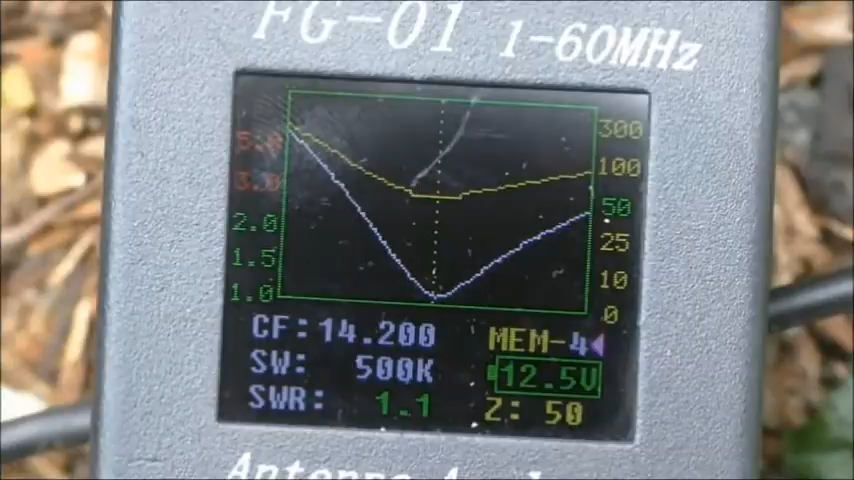 FG-01 1-60MHz
5.0 300
3.0 100
2.0 50
1.5 25
1.0 10
0
CF: 14.200 MEM-4
SW: 500K 12.5V
SWR: 1.1 Z: 50
Antenna